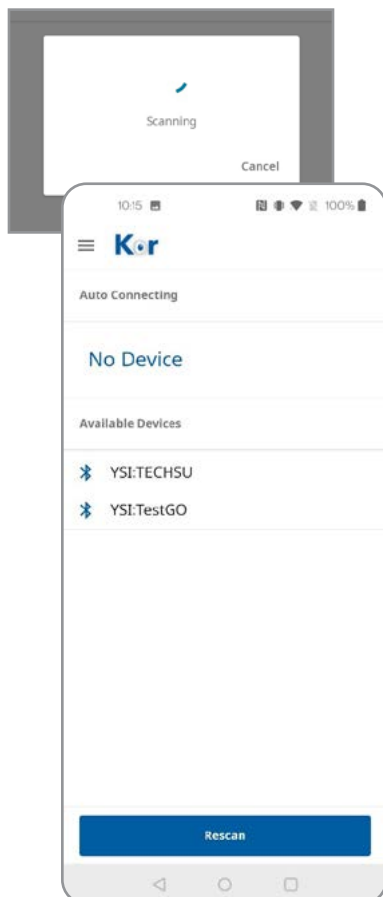 Scanning
Cancel
10:15 100%
Kor
Auto Connecting
No Device
Available Devices
YSI:TECHSU
YSI:TestGO
Rescan